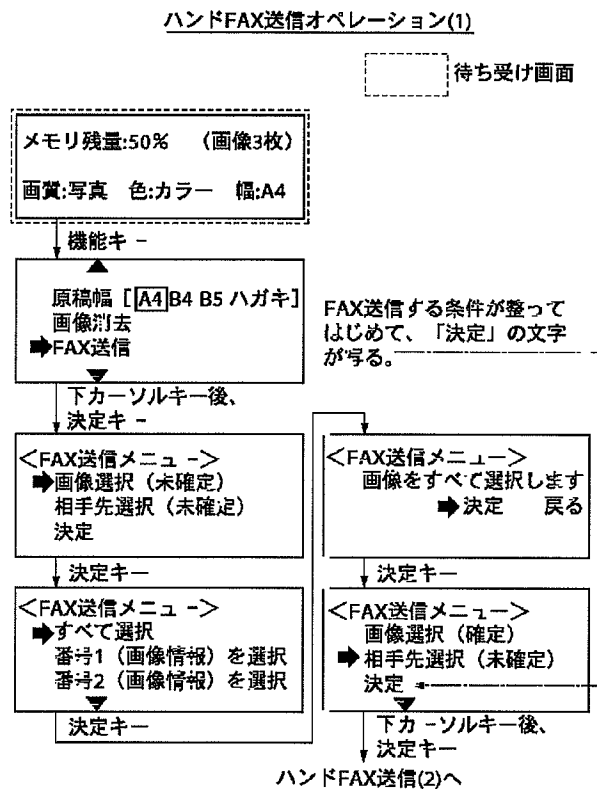 ハンドFAX送信オペレーション(1)
待ち受け画面
メモリ残量:50% (画像3枚)
画質:写真 色:カラー 幅:A4
機能キー
原稿幅 [A4 B4 B5 ハガキ]
画像消去
➡FAX送信
下カーソルキー後、
決定キー
<FAX送信メニュー>
➡画像選択(未確定)
相手先選択(未確定)
決定
決定キー
<FAX送信メニュー>
➡すべて選択
番号1(画像情報)を選択
番号2(画像情報)を選択
決定キー
FAX送信する条件が整って
はじめて、「決定」の文字
が写る。
<FAX送信メニュー>
画像をすべて選択します
➡決定 戻る
決定キー
<FAX送信メニュー>
画像選択(確定)
➡相手先選択(未確定)
決定
下カーソルキー後、
決定キー
ハンドFAX送信(2)へ